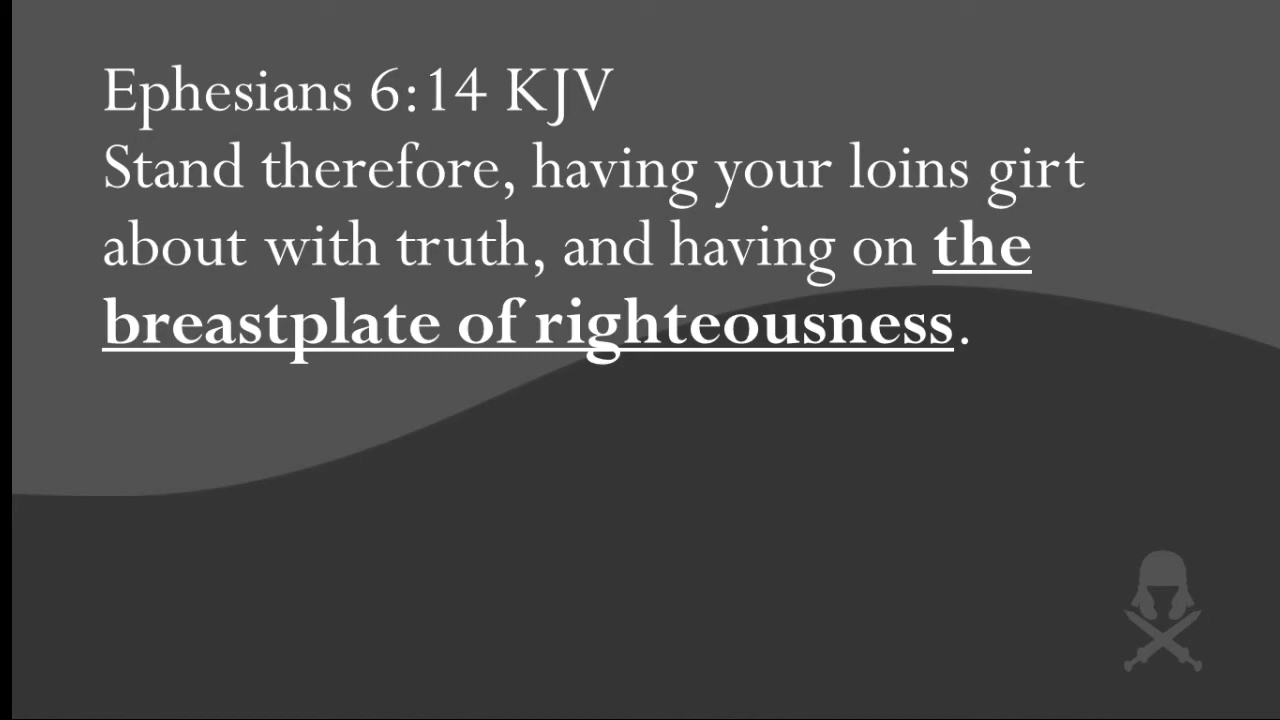 Ephesians 6:14 KJV
Stand therefore, having your loins girt
about with truth, and having on the
breastplate of righteousness.